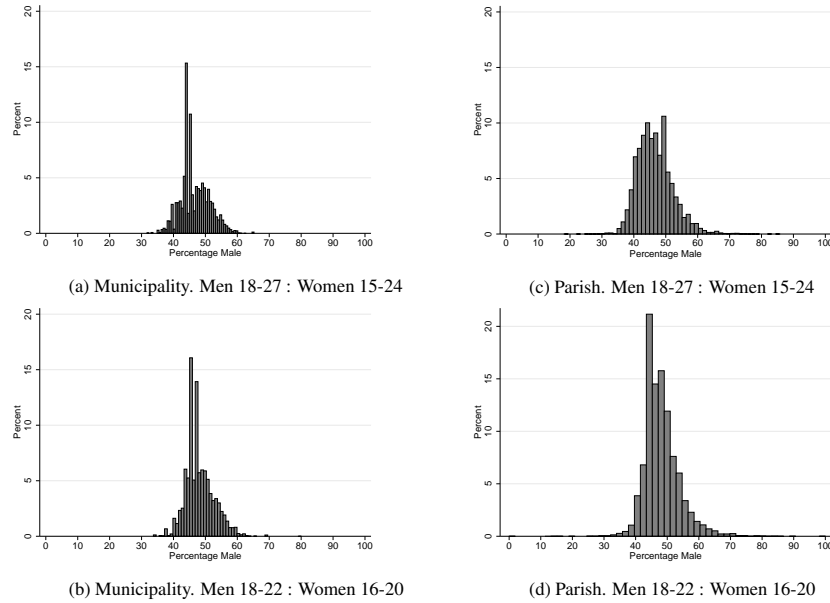 20
15
10
5
0
Percent
0 10 20 30 40 50 60 70 80 90 100
Percentage Male
(a) Municipality. Men 18-27 : Women 15-24
20
15
10
5
0
Percent
0 10 20 30 40 50 60 70 80 90 100
Percentage Male
(c) Parish. Men 18-27 : Women 15-24
20
15
10
5
0
Percent
0 10 20 30 40 50 60 70 80 90 100
Percentage Male
(b) Municipality. Men 18-22 : Women 16-20
20
15
10
5
0
Percent
0 10 20 30 40 50 60 70 80 90 100
Percentage Male
(d) Parish. Men 18-22 : Women 16-20